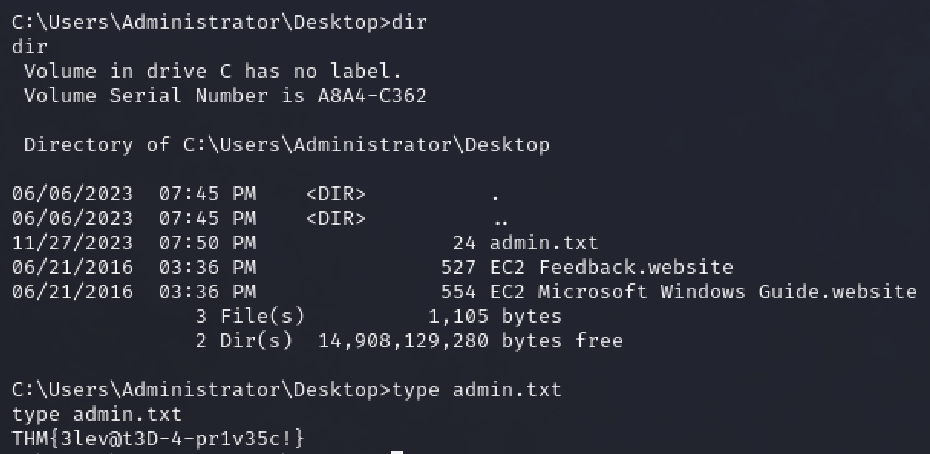 C:\Users\Administrator\Desktop>dir
dir
 Volume in drive C has no label.
 Volume Serial Number is A8A4-C362

 Directory of C:\Users\Administrator\Desktop

06/06/2023  07:45 PM    <DIR>          .
06/06/2023  07:45 PM    <DIR>          ..
11/27/2023  07:50 PM                24 admin.txt
06/21/2016  03:36 PM               527 EC2 Feedback.website
06/21/2016  03:36 PM               554 EC2 Microsoft Windows Guide.website
               3 File(s)          1,105 bytes
               2 Dir(s)  14,908,129,280 bytes free

C:\Users\Administrator\Desktop>type admin.txt
type admin.txt
THM{3lev@t3D-4-pr1v35c!}